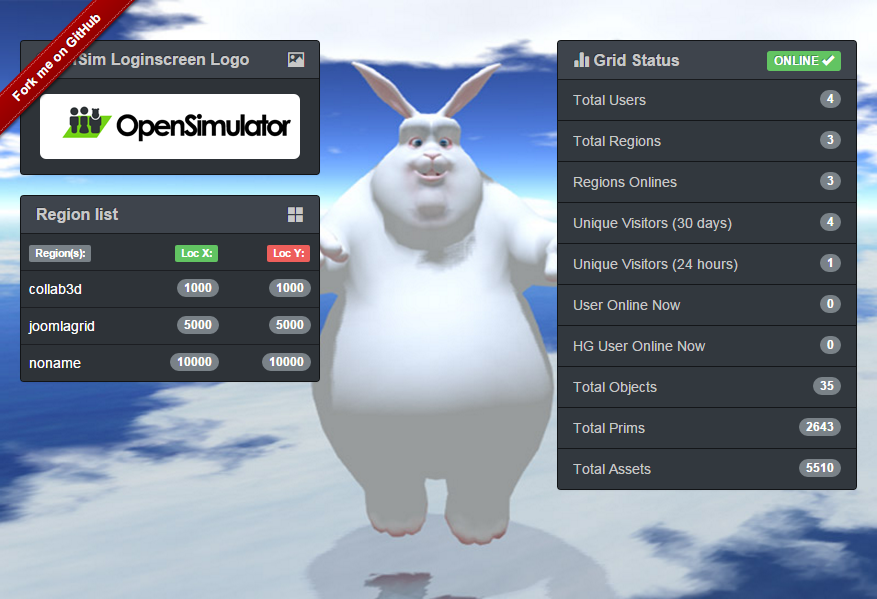 Fork me on GitHub
Sim Loginscreen Logo
OpenSimulator
Region list
Region(s): Loc X: Loc Y:
collab3d 1000 1000
joomlagrid 5000 5000
noname 10000 10000
Grid Status ONLINE
Total Users 4
Total Regions 3
Regions Onlines 3
Unique Visitors (30 days) 4
Unique Visitors (24 hours) 1
User Online Now 0
HG User Online Now 0
Total Objects 35
Total Prims 2643
Total Assets 5510